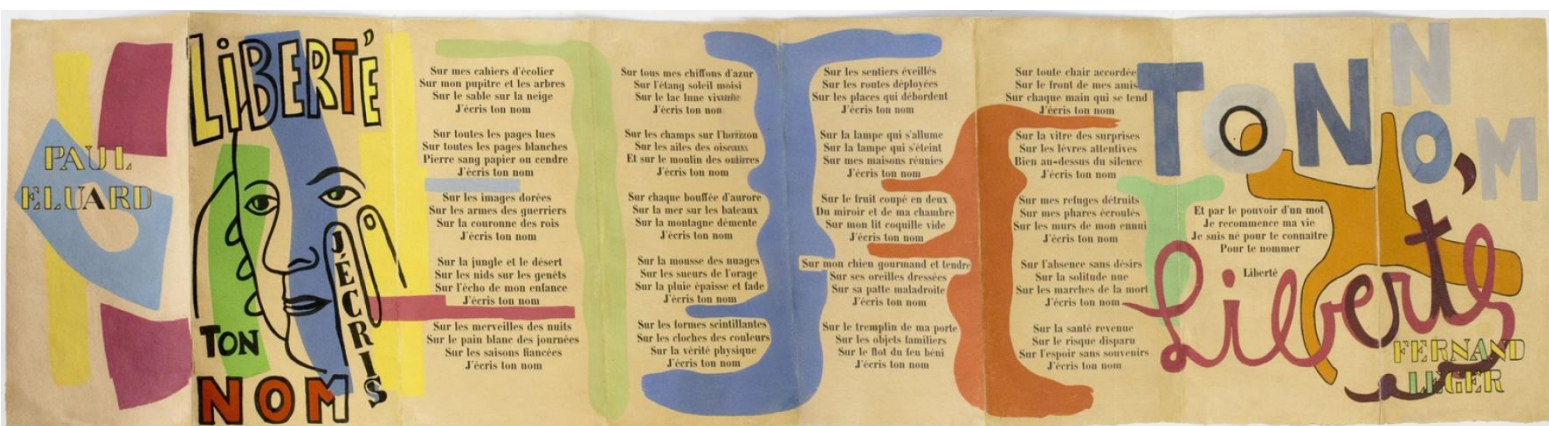 PAUL
ELUARD
LiBERTÉ
J'ÉCRIS
TON
NOM
Sur mes cahiers d'écolier
Sur mon pupitre et les arbres
Sur le sable sur la neige
J'écris ton nom
Sur toutes les pages lues
Sur toutes les pages blanches
Pierre sang papier ou cendre
J'écris ton nom
Sur les images dorées
Sur les armes des guerriers
Sur la couronne des rois
J'écris ton nom
Sur la jungle et le désert
Sur les nids sur les genêts
Sur l'écho de mon enfance
J'écris ton nom
Sur les merveilles des nuits
Sur le pain blanc des journées
Sur les saisons fiancées
J'écris ton nom
Sur tous mes chiffons d'azur
Sur l'étang soleil moisi
Sur le lac lune vivante
J'écris ton nom
Sur les champs sur l'horizon
Sur les ailes des oiseaux
Et sur le moulin des ombres
J'écris ton nom
Sur chaque bouffée d'aurore
Sur la mer sur les bateaux
Sur la montagne démente
J'écris ton nom
Sur la mousse des nuages
Sur les sueurs de l'orage
Sur la pluie épaisse et fade
J'écris ton nom
Sur les formes scintillantes
Sur les cloches des couleurs
Sur la vérité physique
J'écris ton nom
Sur les sentiers éveillés
Sur les routes déployées
Sur les places qui débordent
J'écris ton nom
Sur la lampe qui s'allume
Sur la lampe qui s'éteint
Sur mes maisons réunies
J'écris ton nom
Sur le fruit coupé en deux
Du miroir et de ma chambre
Sur mon lit coquille vide
J'écris ton nom
Sur mon chien gourmand et tendre
Sur ses oreilles dressées
Sur sa patte maladroite
J'écris ton nom
Sur le tremplin de ma porte
Sur les objets familiers
Sur le flot du feu béni
J'écris ton nom
Sur toute chair accordée
Sur le front de mes amis
Sur chaque main qui se tend
J'écris ton nom
Sur la vitre des surprises
Sur les lèvres attentives
Bien au-dessus du silence
J'écris ton nom
Sur mes refuges détruits
Sur mes phares écroulés
Sur les murs de mon ennui
J'écris ton nom
Sur l'absence sans désirs
Sur la solitude nue
Sur les marches de la mort
J'écris ton nom
Sur la santé revenue
Sur le risque disparu
Sur l'espoir sans souvenirs
J'écris ton nom
TON NOM,
Et par le pouvoir d'un mot
Je recommence ma vie
Je suis né pour te connaître
Pour te nommer
Liberté
Liberté
FERNAND
LÉGER